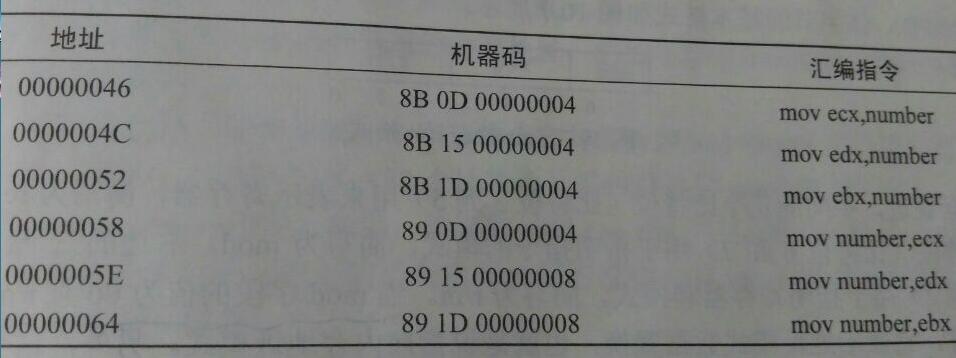 地址 机器码 汇编指令
00000046 8B 0D 00000004 mov ecx,number
0000004C 8B 15 00000004 mov edx,number
00000052 8B 1D 00000004 mov ebx,number
00000058 89 0D 00000004 mov number,ecx
0000005E 89 15 00000008 mov number,edx
00000064 89 1D 00000008 mov number,ebx